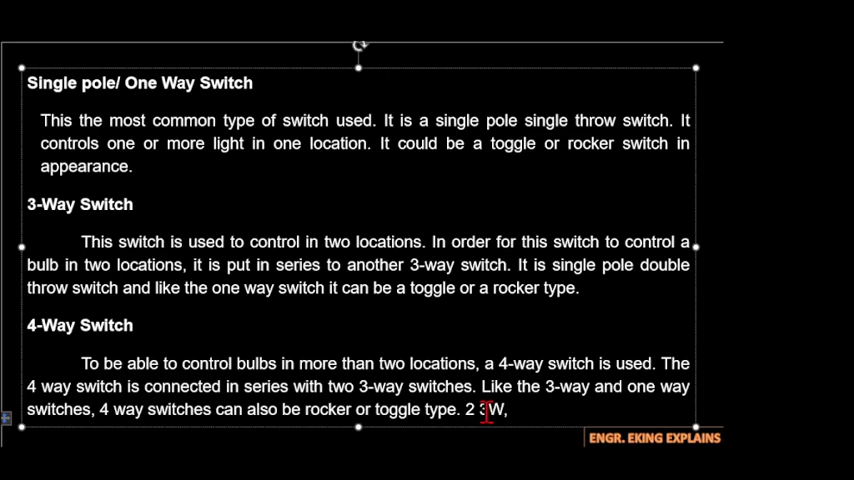 Single pole/ One Way Switch
This the most common type of switch used. It is a single pole single throw switch. It
controls one or more light in one location. It could be a toggle or rocker switch in
appearance.
3-Way Switch
This switch is used to control in two locations. In order for this switch to control a
bulb in two locations, it is put in series to another 3-way switch. It is single pole double
throw switch and like the one way switch it can be a toggle or a rocker type.
4-Way Switch
To be able to control bulbs in more than two locations, a 4-way switch is used. The
4 way switch is connected in series with two 3-way switches. Like the 3-way and one way
switches, 4 way switches can also be rocker or toggle type. 2 3W,
ENGR. EKING EXPLAINS